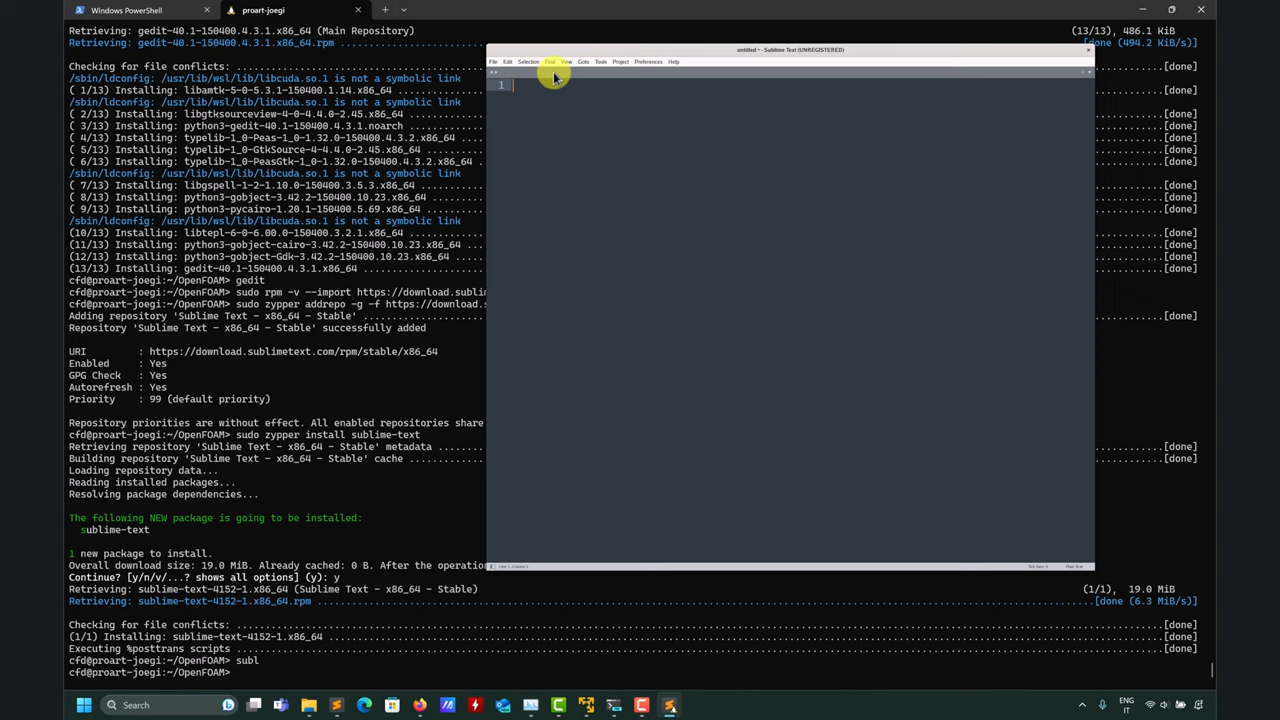 Windows PowerShell
proart-joegi
Retrieving: gedit-40.1-150400.4.3.1.x86_64 (Main Repository) (13/13), 486.1 KiB
Retrieving: gedit-40.1-150400.4.3.1.x86_64.rpm [done (494.2 KiB/s)]
Checking for file conflicts: [done]
/sbin/ldconfig: /usr/lib/wsl/lib/libcuda.so.1 is not a symbolic link
( 1/13) Installing: libamtk-5-0-5.3.1-150400.1.14.x86_64 [done]
/sbin/ldconfig: /usr/lib/wsl/lib/libcuda.so.1 is not a symbolic link
( 2/13) Installing: libgtksourceview-4-0-4.4.0-2.45.x86_64 [done]
( 3/13) Installing: python3-gedit-40.1-150400.4.3.1.noarch [done]
( 4/13) Installing: typelib-1_0-Peas-1_0-1.32.0-150400.4.3.2.x86_64 [done]
( 5/13) Installing: typelib-1_0-GtkSource-4-4.4.0-2.45.x86_64 [done]
( 6/13) Installing: typelib-1_0-PeasGtk-1_0-1.32.0-150400.4.3.2.x86_64 [done]
/sbin/ldconfig: /usr/lib/wsl/lib/libcuda.so.1 is not a symbolic link
( 7/13) Installing: libgspell-1-2-1.10.0-150400.3.5.3.x86_64 [done]
( 8/13) Installing: python3-gobject-3.42.2-150400.10.23.x86_64 [done]
( 9/13) Installing: python3-pycairo-1.20.1-150400.5.69.x86_64 [done]
/sbin/ldconfig: /usr/lib/wsl/lib/libcuda.so.1 is not a symbolic link
(10/13) Installing: libtepl-6-0-6.00.0-150400.3.2.1.x86_64 [done]
(11/13) Installing: python3-gobject-cairo-3.42.2-150400.10.23.x86_64 [done]
(12/13) Installing: python3-gobject-Gdk-3.42.2-150400.10.23.x86_64 [done]
(13/13) Installing: gedit-40.1-150400.4.3.1.x86_64 [done]
cfd@proart-joegi:~/OpenFOAM> gedit
cfd@proart-joegi:~/OpenFOAM> sudo rpm -v --import https://download.subli
cfd@proart-joegi:~/OpenFOAM> sudo zypper addrepo -g -f https://download.s
Adding repository 'Sublime Text - x86_64 - Stable' [done]
Repository 'Sublime Text - x86_64 - Stable' successfully added
URI : https://download.sublimetext.com/rpm/stable/x86_64
Enabled : Yes
GPG Check : Yes
Autorefresh : Yes
Priority : 99 (default priority)
Repository priorities are without effect. All enabled repositories share
cfd@proart-joegi:~/OpenFOAM> sudo zypper install sublime-text
Retrieving repository 'Sublime Text - x86_64 - Stable' metadata [done]
Building repository 'Sublime Text - x86_64 - Stable' cache [done]
Loading repository data...
Reading installed packages...
Resolving package dependencies...
The following NEW package is going to be installed:
sublime-text
1 new package to install.
Overall download size: 19.0 MiB. Already cached: 0 B. After the operatio
Continue? [y/n/v/...? shows all options] (y): y
Retrieving: sublime-text-4152-1.x86_64 (Sublime Text - x86_64 - Stable) (1/1), 19.0 MiB
Retrieving: sublime-text-4152-1.x86_64.rpm [done (6.3 MiB/s)]
Checking for file conflicts: [done]
(1/1) Installing: sublime-text-4152-1.x86_64 [done]
Executing %posttrans scripts [done]
cfd@proart-joegi:~/OpenFOAM> subl
cfd@proart-joegi:~/OpenFOAM>
untitled • - Sublime Text (UNREGISTERED)
File Edit Selection Find View Goto Tools Project Preferences Help
1
Plain Text
Search
ENG
IT